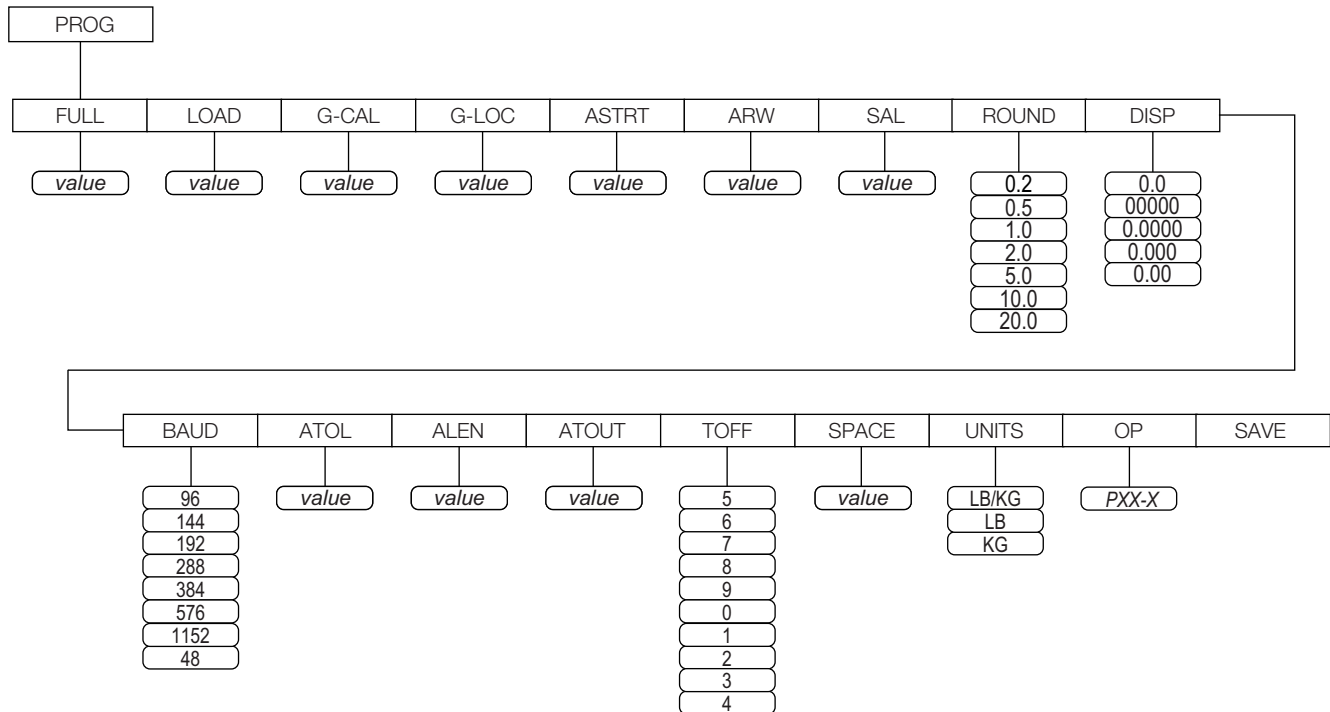 PROG
FULL LOAD G-CAL G-LOC ASTRT ARW SAL ROUND DISP
value value value value value value value 0.2 0.0
0.5 00000
1.0 0.0000
2.0 0.000
5.0 0.00
10.0
20.0
BAUD ATOL ALEN ATOUT TOFF SPACE UNITS OP SAVE
96 value value value 5 value LB/KG PXX-X
144 6 LB
192 7 KG
288 8
384 9
576 0
1152 1
48 2
3
4